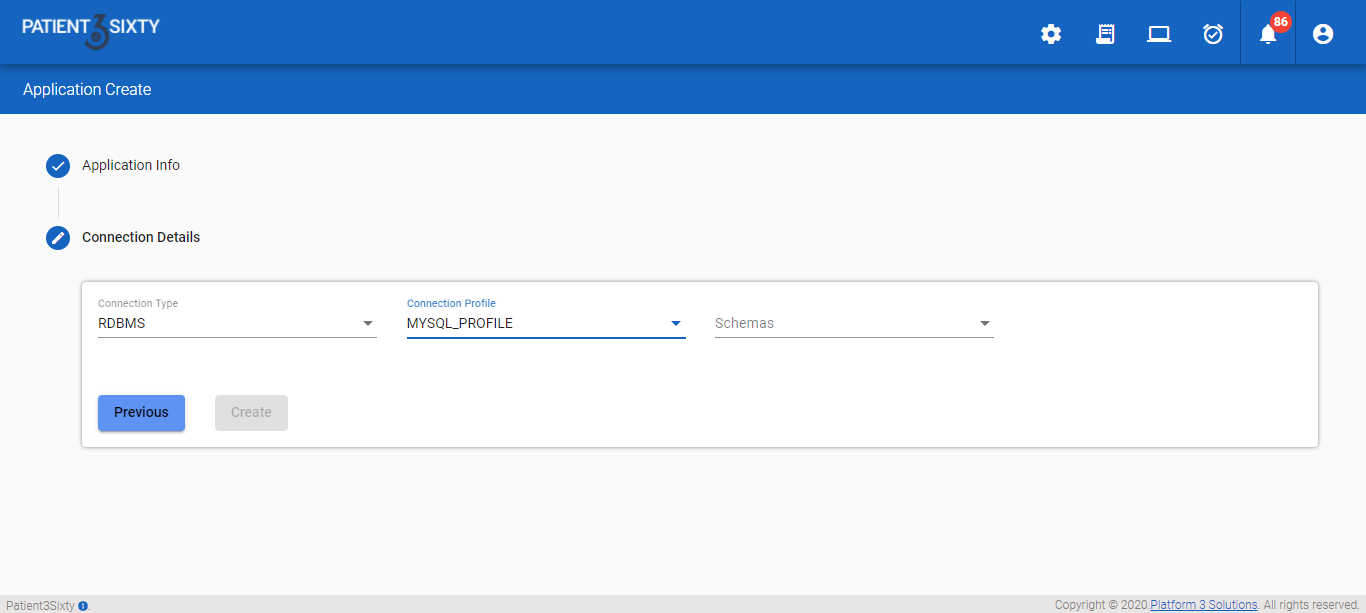 PATIENT3SIXTY
86
Application Create
Application Info
Connection Details
Connection Type
RDBMS
Connection Profile
MYSQL_PROFILE
Schemas
Previous
Create
Patient3Sixty
Copyright © 2020.Platform 3 Solutions. All rights reserved.